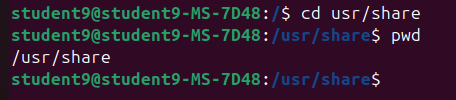 student9@student9-MS-7D48:/$ cd usr/share
student9@student9-MS-7D48:/usr/share$ pwd
/usr/share
student9@student9-MS-7D48:/usr/share$